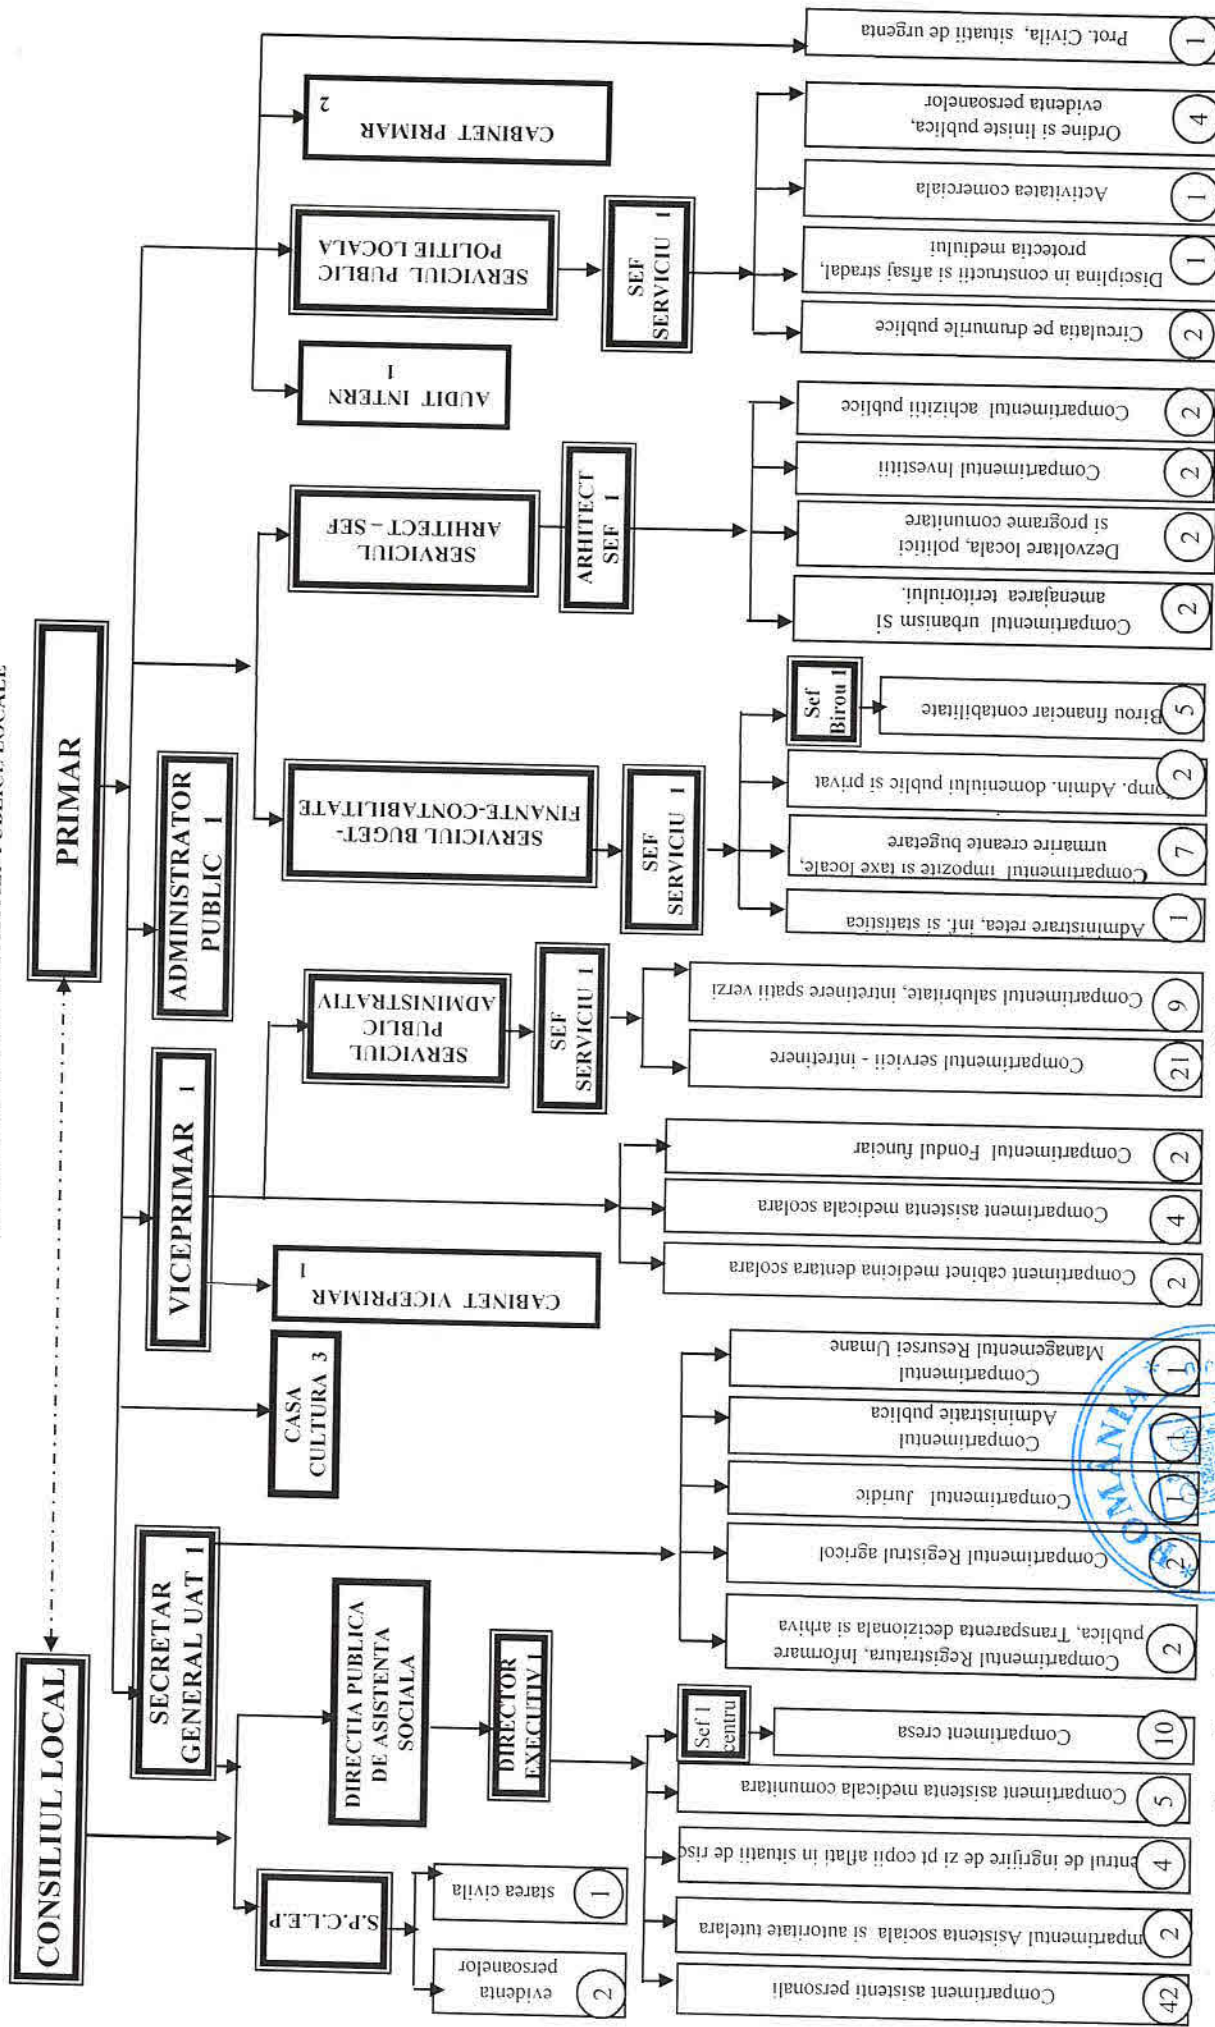 CONSILIUL LOCAL
PRIMAR
SECRETAR
GENERAL UAT 1
VICEPRIMAR 1
ADMINISTRATOR
PUBLIC 1
S.P.C.L.E.P
DIRECTIA PUBLICA
DE ASISTENTA
SOCIALA
CASA
CULTURA 3
CABINET VICEPRIMAR
1
SERVICIUL
PUBLIC
ADMINISTRATIV
SERVICIUL BUGET-
FINANTE-CONTABILITATE
SERVICIUL
ARHITECT – SEF
AUDIT INTERN
1
SERVICIUL PUBLIC
POLITIE LOCALA
CABINET PRIMAR
2
evidenta
persoanelor
2
starea civila
1
DIRECTOR
EXECUTIV 1
SEF
SERVICIU 1
SEF
SERVICIU 1
ARHITECT
SEF 1
SEF
SERVICIU 1
Compartiment asistenti personali
42
mpartimentul Asistenta sociala si autoritate tutelara
2
entrul de ingrijire de zi pt copii aflati in situatii de risc
4
Compartiment asistenta medicala comunitara
5
Sef 1
centru
Compartiment cresa
10
Compartimentul Registratura, Informare
publica, Transparenta decizionala si arhiva
2
Compartimentul Registrul agricol
2
Compartimentul Juridic
1
Compartimentul
Administratie publica
1
Compartimentul
Managementul Resursei Umane
1
Compartiment cabinet medicina dentara scolara
2
Compartiment asistenta medicala scolara
4
Compartimentul Fondul funciar
2
Compartimentul servicii - intretinere
21
Compartimentul salubritate, intretinere spatii verzi
9
Administrare retea, inf. si statistica
1
Compartimentul impozite si taxe locale,
urmarire creante bugetare
7
omp. Admin. domeniului public si privat
2
Sef
Birou 1
Birou financiar contabilitate
5
Compartimentul urbanism Si
amenajarea teritoriului.
2
Dezvoltare locala, politici
si programe comunitare
2
Compartimentul Investitii
2
Compartimentul achizitii publice
2
Circulatia pe drumurile publice
2
Disciplina in constructii si afisaj stradal,
protectia mediului
1
Activitatea comerciala
1
Ordine si liniste publica,
evidenta persoanelor
4
Prot. Civila, situatii de urgenta
1
* ROMÂNIA *